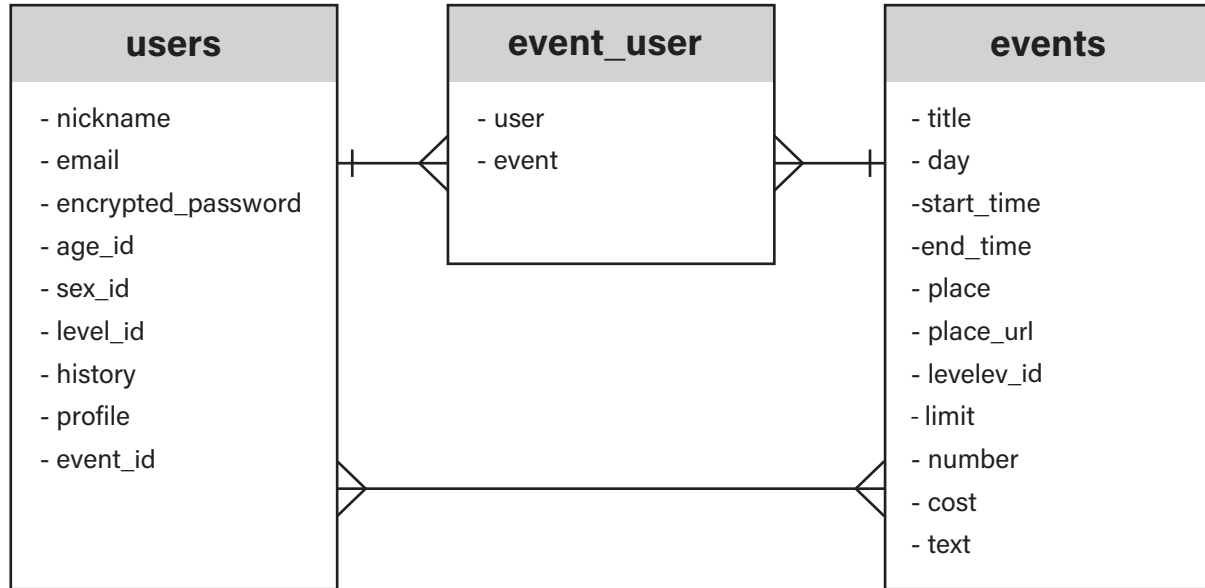 users
- nickname
- email
- encrypted_password
- age_id
- sex_id
- level_id
- history
- profile
- event_id
event_user
- user
- event
events
- title
- day
-start_time
-end_time
- place
- place_url
- levelev_id
- limit
- number
- cost
- text